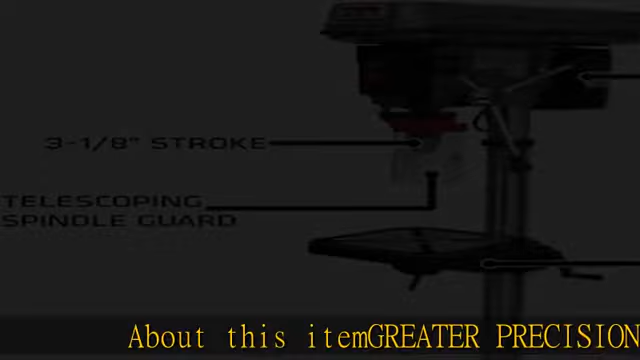 3-1/8" STROKE
TELESCOPING
SPINDLE GUARD
About this itemGREATER PRECISION